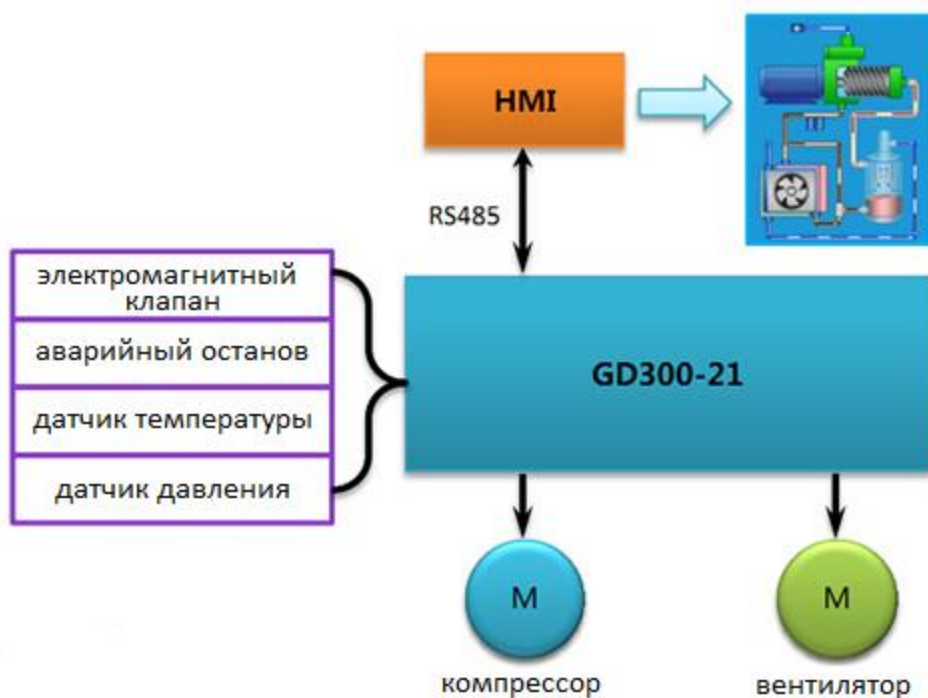 HMI
RS485
электромагнитный
клапан
аварийный останов
датчик температуры
датчик давления
GD300-21
M
M
компрессор
вентилятор